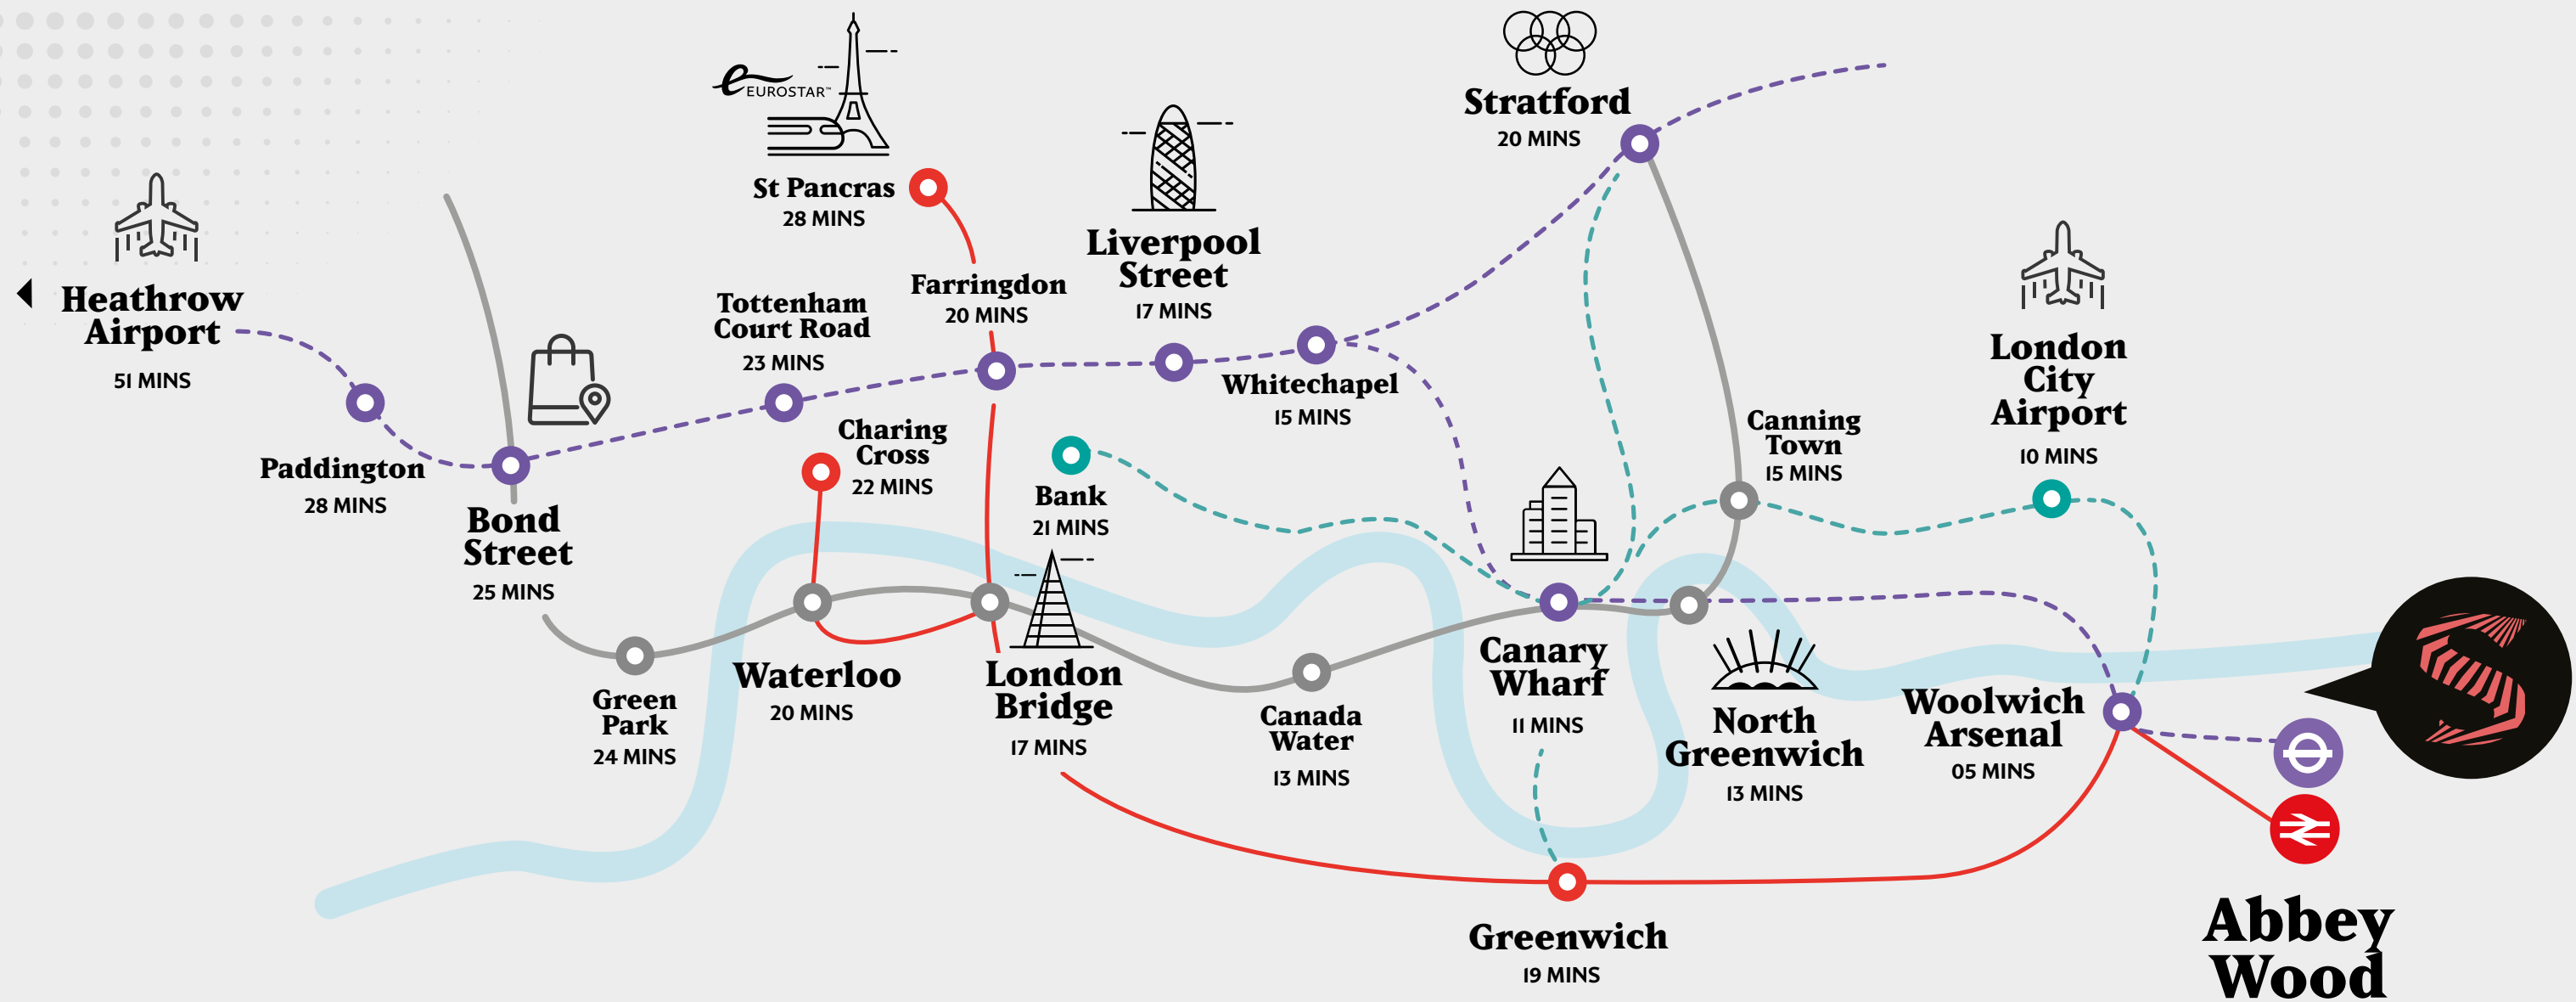 EUROSTAR™
St Pancras
28 MINS
Stratford
20 MINS
Liverpool
Street
17 MINS
Heathrow
Airport
51 MINS
Farringdon
20 MINS
Tottenham
Court Road
23 MINS
Whitechapel
15 MINS
London
City
Airport
10 MINS
Canning
Town
15 MINS
Charing
Cross
22 MINS
Paddington
28 MINS
Bank
21 MINS
Bond
Street
25 MINS
Green
Park
24 MINS
Waterloo
20 MINS
London
Bridge
17 MINS
Canada
Water
13 MINS
Canary
Wharf
11 MINS
North
Greenwich
13 MINS
Woolwich
Arsenal
05 MINS
Greenwich
19 MINS
Abbey
Wood